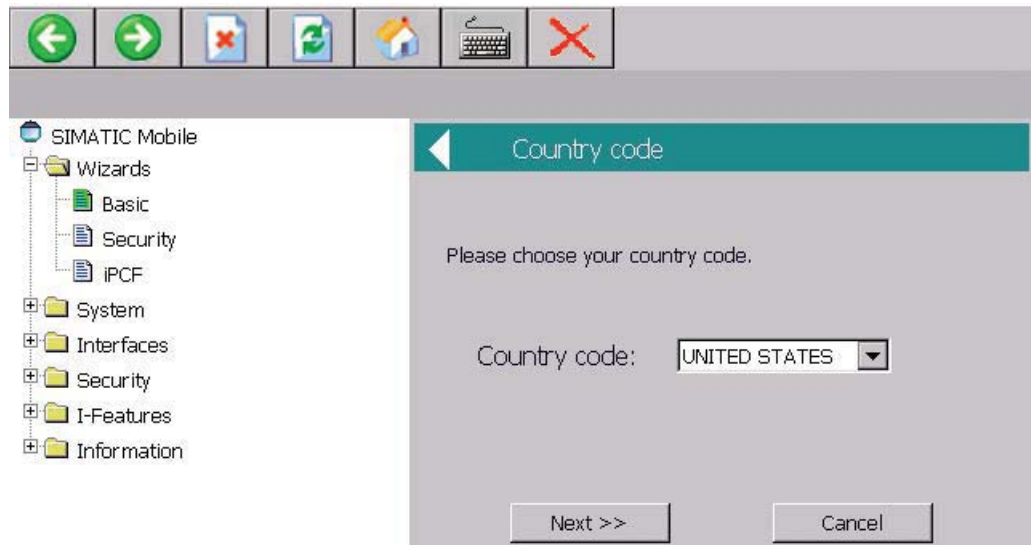 SIMATIC Mobile
Wizards
Basic
Security
iPCF
System
Interfaces
Security
I-Features
Information
Country code
Please choose your country code.
Country code: UNITED STATES
Next >> Cancel